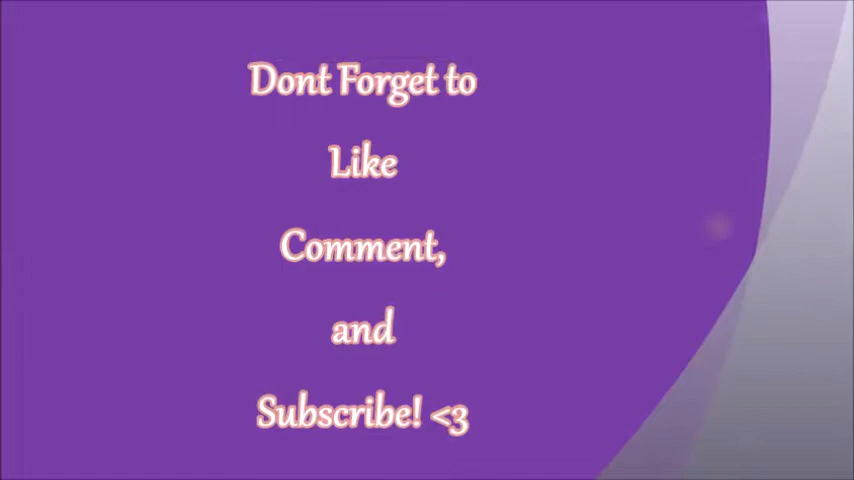 Dont Forget to
Like
Comment,
and
Subscribe! <3